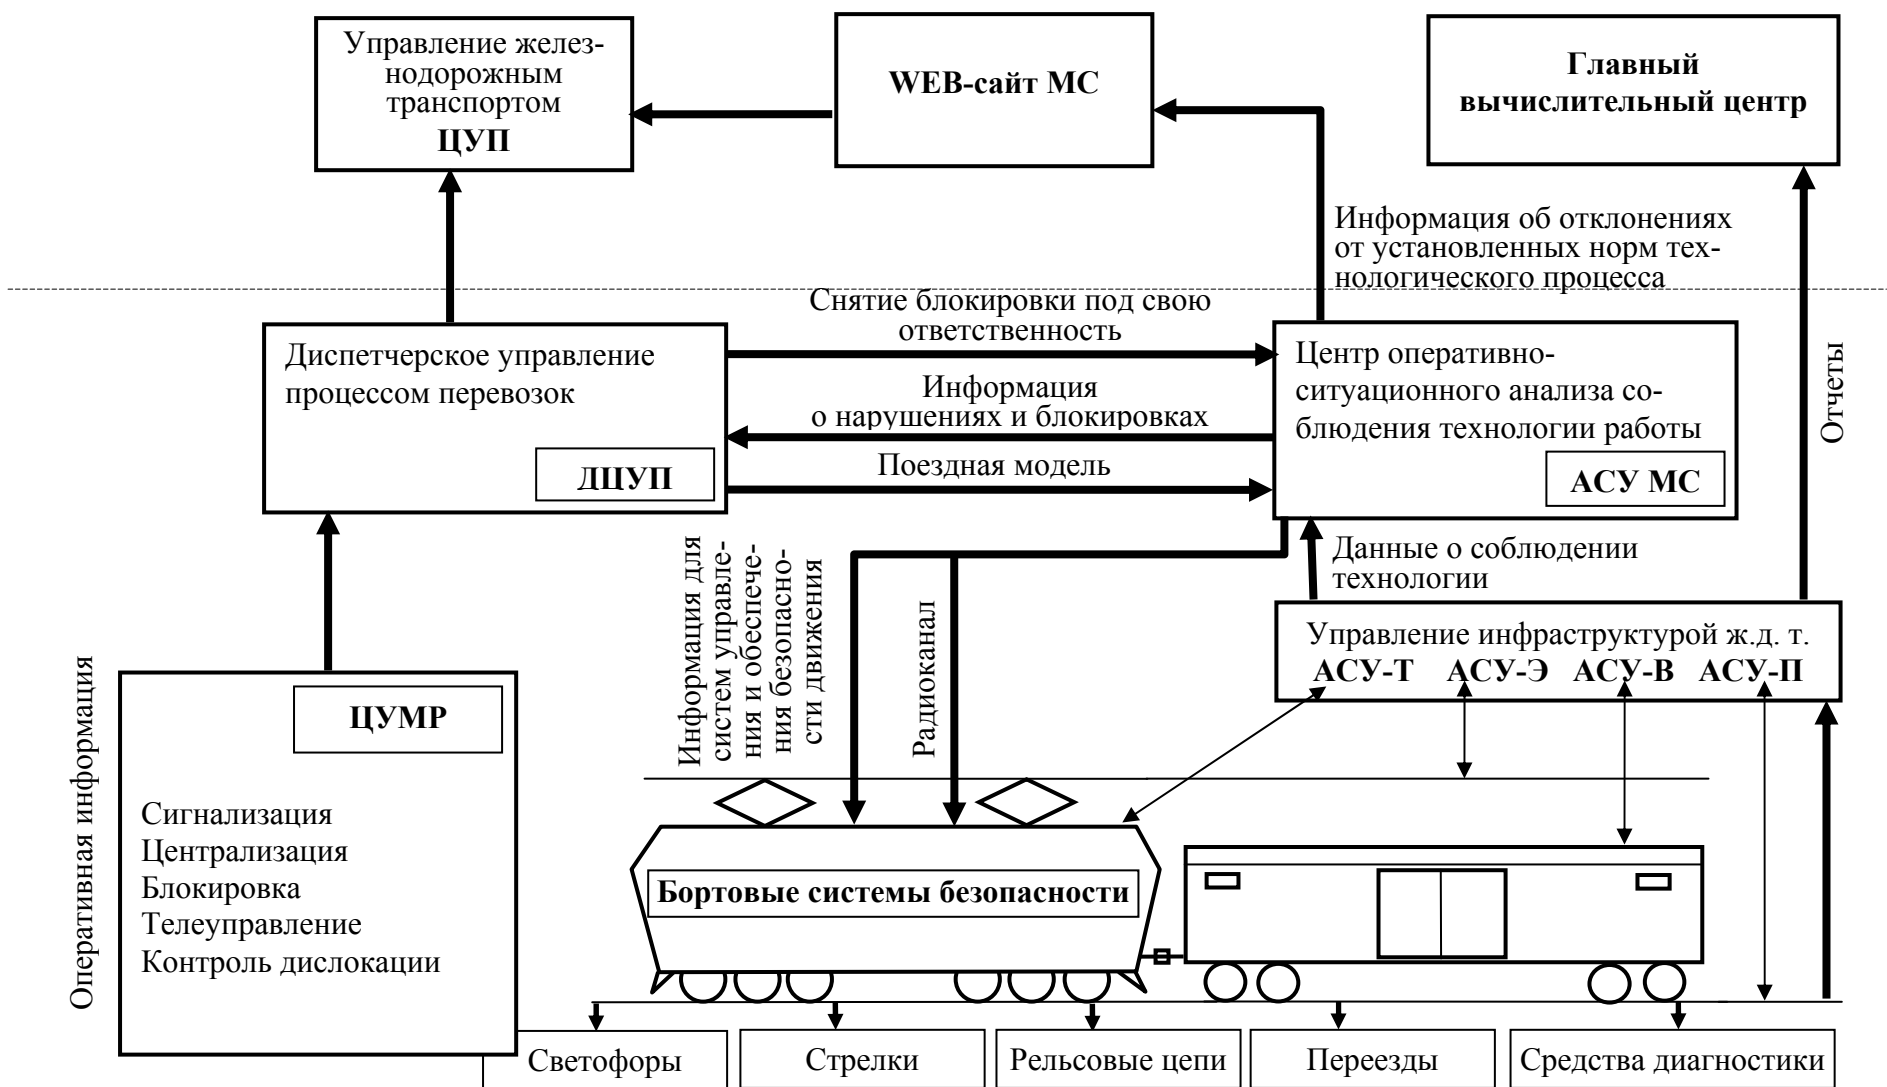 Управление желез-
нодорожным
транспортом
ЦУП
WEB-сайт МС
Главный
вычислительный центр
Информация об отклонениях
от установленных норм тех-
нологического процесса
Снятие блокировки под свою
ответственность
Диспетчерское управление
процессом перевозок
ДЦУП
Информация
о нарушениях и блокировках
Поездная модель
Центр оперативно-
ситуационного анализа со-
блюдения технологии работы
АСУ МС
Отчеты
Данные о соблюдении
технологии
Информация для
систем управле-
ния и обеспече-
ния безопасно-
сти движения
Радиоканал
Управление инфраструктурой ж.д. т.
АСУ-Т АСУ-Э АСУ-В АСУ-П
Оперативная информация
ЦУМР
Сигнализация
Централизация
Блокировка
Телеуправление
Контроль дислокации
Бортовые системы безопасности
Светофоры
Стрелки
Рельсовые цепи
Переезды
Средства диагностики